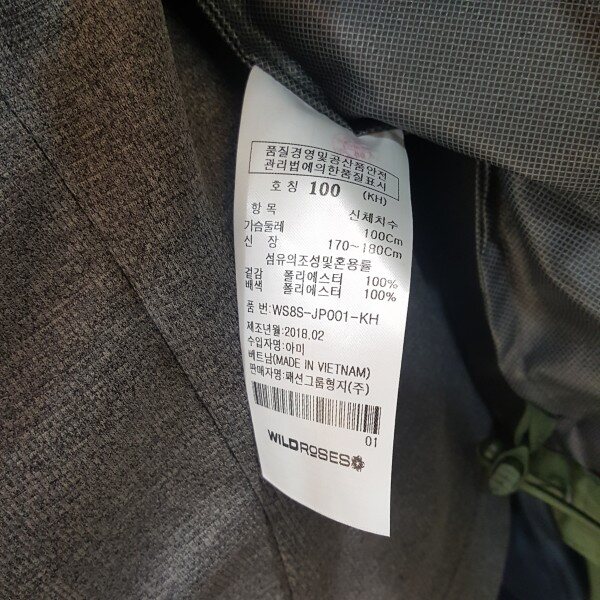 품질경영및공산품안전
관리법에의한품질표시
호 칭 100 (KH)
항 목 신체치수
가슴둘레 100Cm
신 장 170~180Cm
섬유의조성및혼용률
겉감 폴리에스터 100%
배색 폴리에스터 100%
품 번:WS8S-JP001-KH
제조년월:2018.02
수입자명:아미
베트남(MADE IN VIETNAM)
판매자명:패션그룹형지(주)
01
WILDROSES